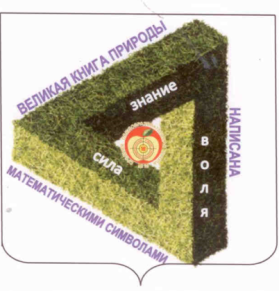 ВЕЛИКАЯ КНИГА ПРИРОДЫ
НАПИСАНА
МАТЕМАТИЧЕСКИМИ СИМВОЛАМИ
знание
воля
сила